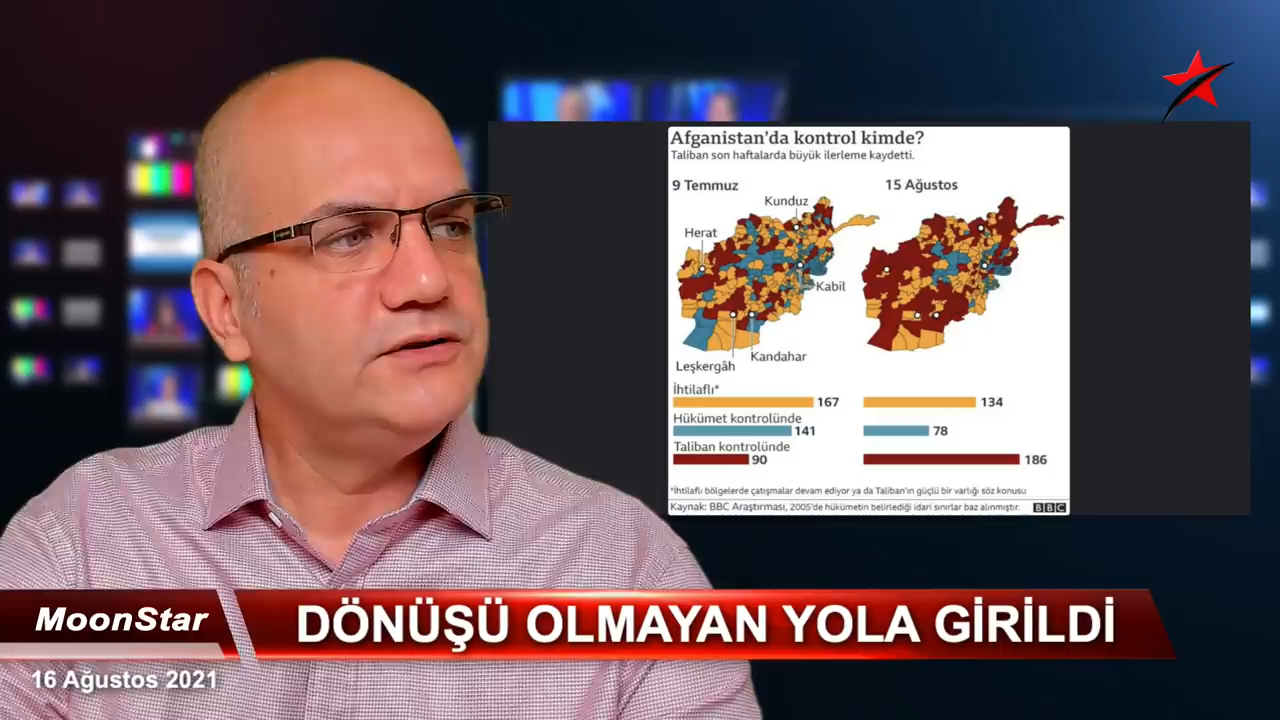 Afganistan'da kontrol kimde?
Taliban son haftalarda büyük ilerleme kaydetti.
9 Temmuz
15 Ağustos
Kunduz
Herat
Kabil
Kandahar
Leşkergâh
İhtilaflı*
167
134
Hükümet kontrolünde
141
78
Taliban kontrolünde
90
186
*İhtilaflı bölgelerde çatışmalar devam ediyor ya da Taliban'ın güçlü bir varlığı söz konusu
Kaynak: BBC Araştırması, 2005'de hükümetin belirlediği idari sınırlar baz alınmıştır.
BBC
MoonStar
DÖNÜŞÜ OLMAYAN YOLA GİRİLDİ
16 Ağustos 2021